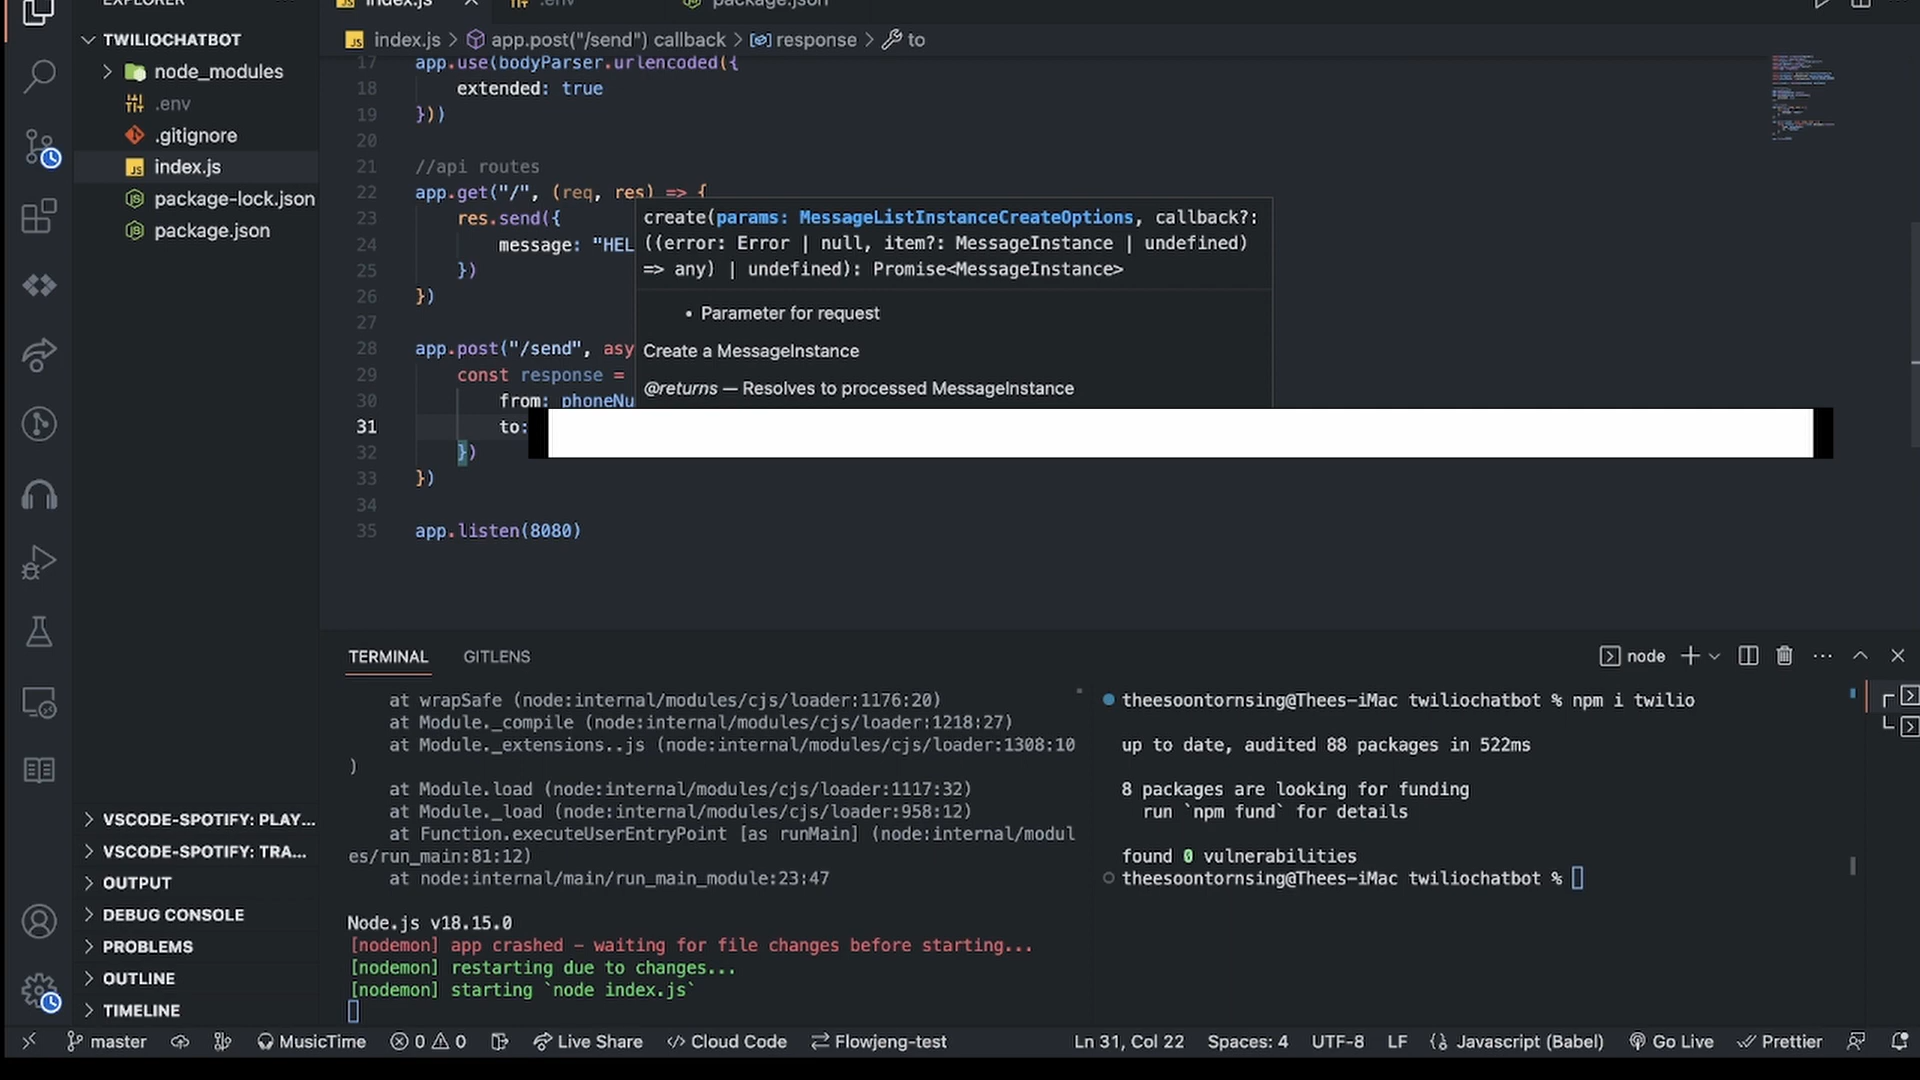 EXPLORER
index.js
.env
package.json
TWILIOCHATBOT
node_modules
.env
.gitignore
index.js
package-lock.json
package.json
index.js > app.post("/send") callback > response > to
17 app.use(bodyParser.urlencoded({
18 extended: true
19 }))
20
21 //api routes
22 app.get("/", (req, res) => {
23 res.send({
24 message: "HEL
25 })
26 })
27
28 app.post("/send", asy
29 const response =
30 from: phoneNu
31 to:
32 })
33 })
34
35 app.listen(8080)
create(params: MessageListInstanceCreateOptions, callback?:
((error: Error | null, item?: MessageInstance | undefined)
=> any) | undefined): Promise<MessageInstance>
• Parameter for request
Create a MessageInstance
@returns — Resolves to processed MessageInstance
TERMINAL
GITLENS
node
at wrapSafe (node:internal/modules/cjs/loader:1176:20)
at Module._compile (node:internal/modules/cjs/loader:1218:27)
at Module._extensions..js (node:internal/modules/cjs/loader:1308:10
)
at Module.load (node:internal/modules/cjs/loader:1117:32)
at Module._load (node:internal/modules/cjs/loader:958:12)
at Function.executeUserEntryPoint [as runMain] (node:internal/modul
es/run_main:81:12)
at node:internal/main/run_main_module:23:47
Node.js v18.15.0
[nodemon] app crashed - waiting for file changes before starting...
[nodemon] restarting due to changes...
[nodemon] starting `node index.js`
theesoontornsing@Thees-iMac twiliochatbot % npm i twilio
up to date, audited 88 packages in 522ms
8 packages are looking for funding
run `npm fund` for details
found 0 vulnerabilities
theesoontornsing@Thees-iMac twiliochatbot %
VSCODE-SPOTIFY: PLAY...
VSCODE-SPOTIFY: TRA...
OUTPUT
DEBUG CONSOLE
PROBLEMS
OUTLINE
TIMELINE
master
MusicTime
0 0
Live Share
Cloud Code
Flowjeng-test
Ln 31, Col 22
Spaces: 4
UTF-8
LF
Javascript (Babel)
Go Live
Prettier